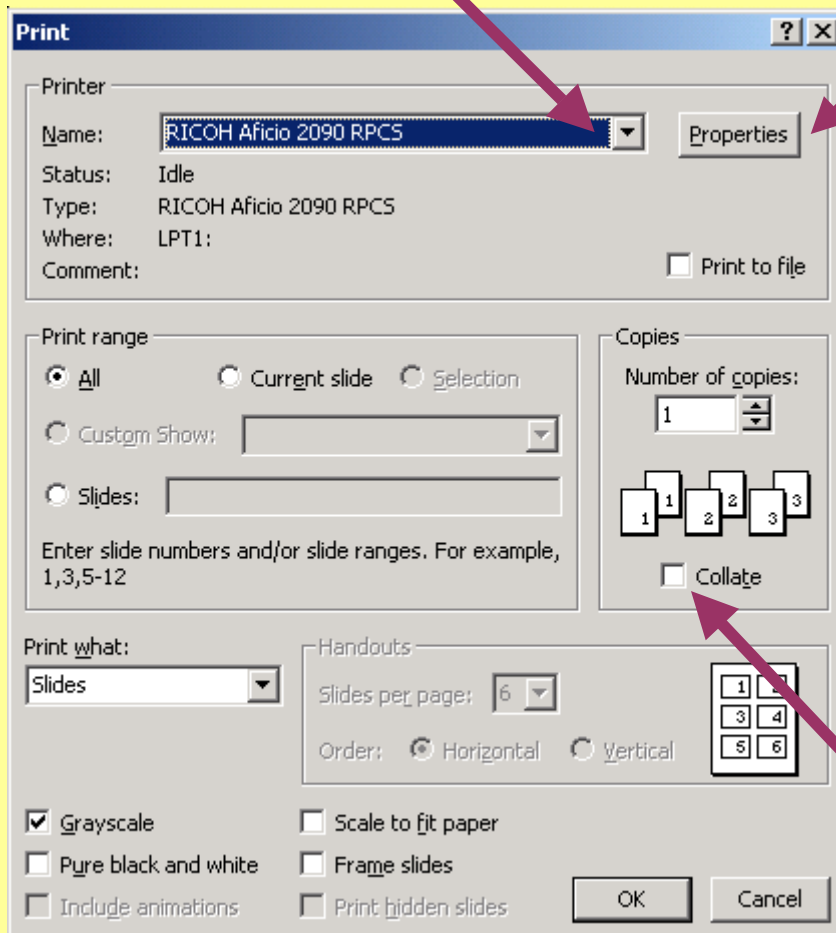 Print
Printer
Name: RICOH Aficio 2090 RPCS Properties
Status: Idle
Type: RICOH Aficio 2090 RPCS
Where: LPT1:
Comment: Print to file
Print range
All Current slide Selection
Custom Show:
Slides:
Enter slide numbers and/or slide ranges. For example,
1,3,5-12
Copies
Number of copies:
1
1 1 2 2 3 3
Collate
Print what:
Slides
Handouts
Slides per page: 6
Order: Horizontal Vertical
1 2
3 4
5 6
Grayscale Scale to fit paper
Pure black and white Frame slides
Include animations Print hidden slides
OK Cancel